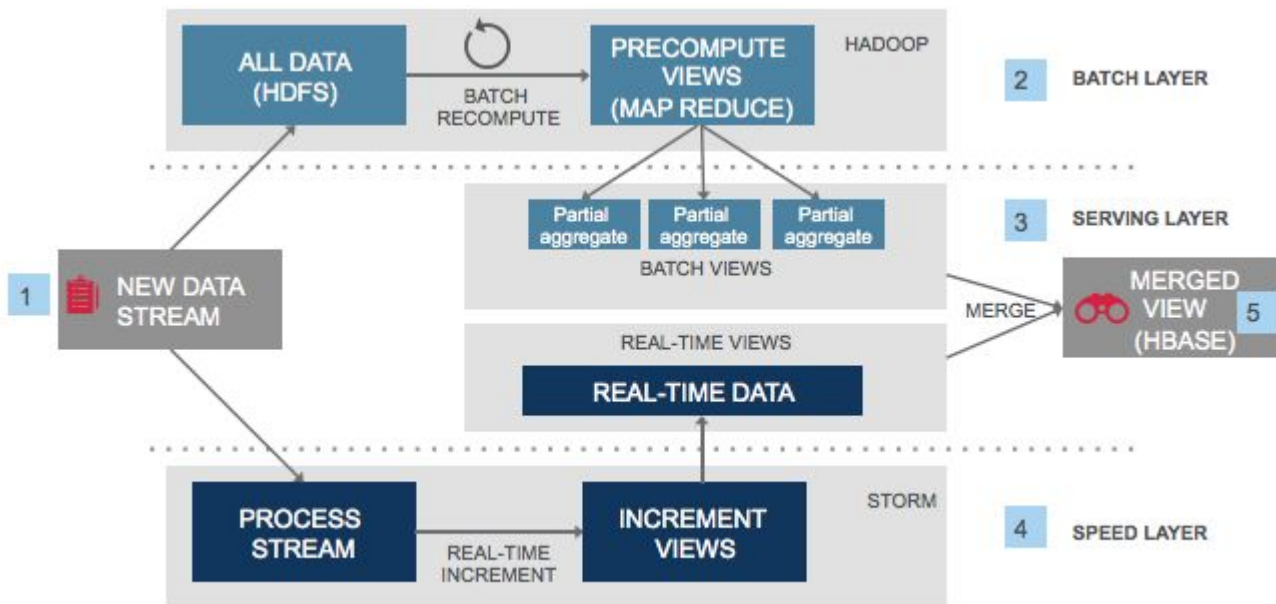 ALL DATA
(HDFS)
BATCH
RECOMPUTE
PRECOMPUTE
VIEWS
(MAP REDUCE)
HADOOP
2
BATCH LAYER
Partial
aggregate
Partial
aggregate
Partial
aggregate
BATCH VIEWS
3
SERVING LAYER
1
NEW DATA
STREAM
MERGE
MERGED
VIEW
(HBASE)
5
REAL-TIME VIEWS
REAL-TIME DATA
PROCESS
STREAM
REAL-TIME
INCREMENT
INCREMENT
VIEWS
STORM
4
SPEED LAYER